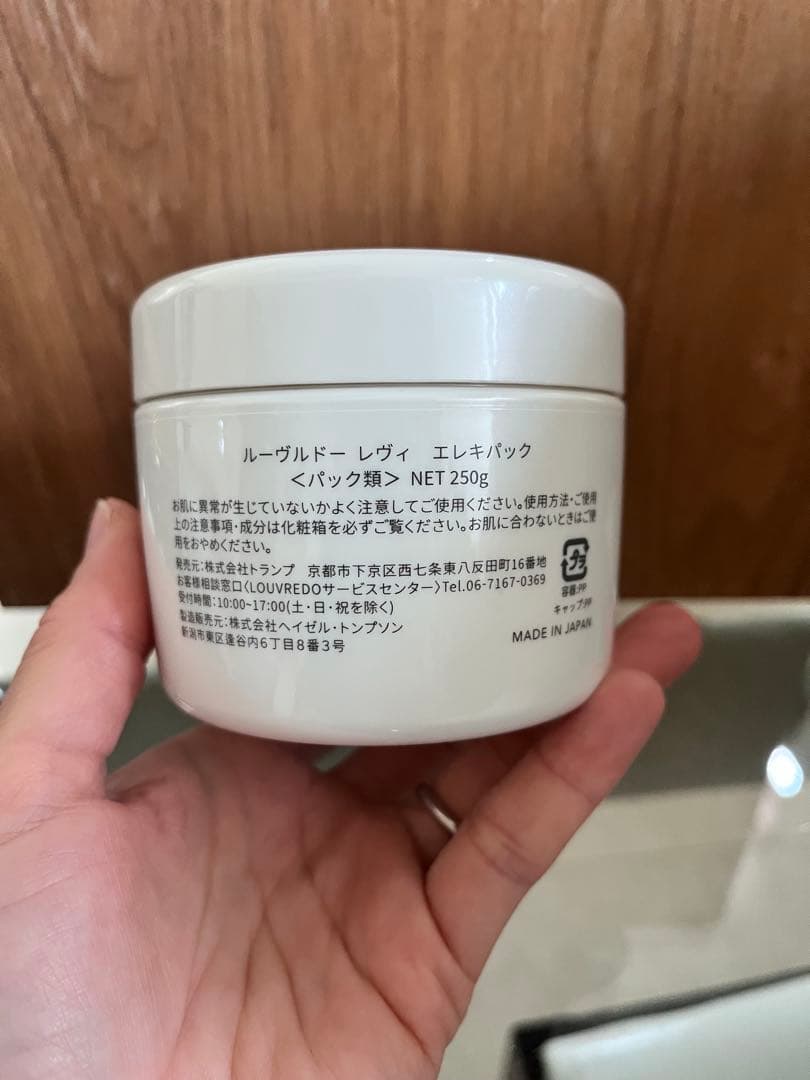 ルーヴルドー レヴィ　エレキパック
＜パック類＞ NET 250g
お肌に異常が生じていないかよく注意してご使用ください。使用方法・ご使用
上の注意事項・成分は化粧箱を必ずご覧ください。お肌に合わないときはご使
用をおやめください。
発売元：株式会社トランプ　京都市下京区西七条東八反田町16番地
お客様相談窓口〈LOUVREDOサービスセンター〉Tel.06-7167-0369
受付時間：10:00~17:00(土・日・祝を除く)
製造販売元：株式会社ヘイゼル・トンプソン
新潟市東区逢谷内6丁目8番3号
プラ
容器:PP
キャップ:PP
MADE IN JAPAN